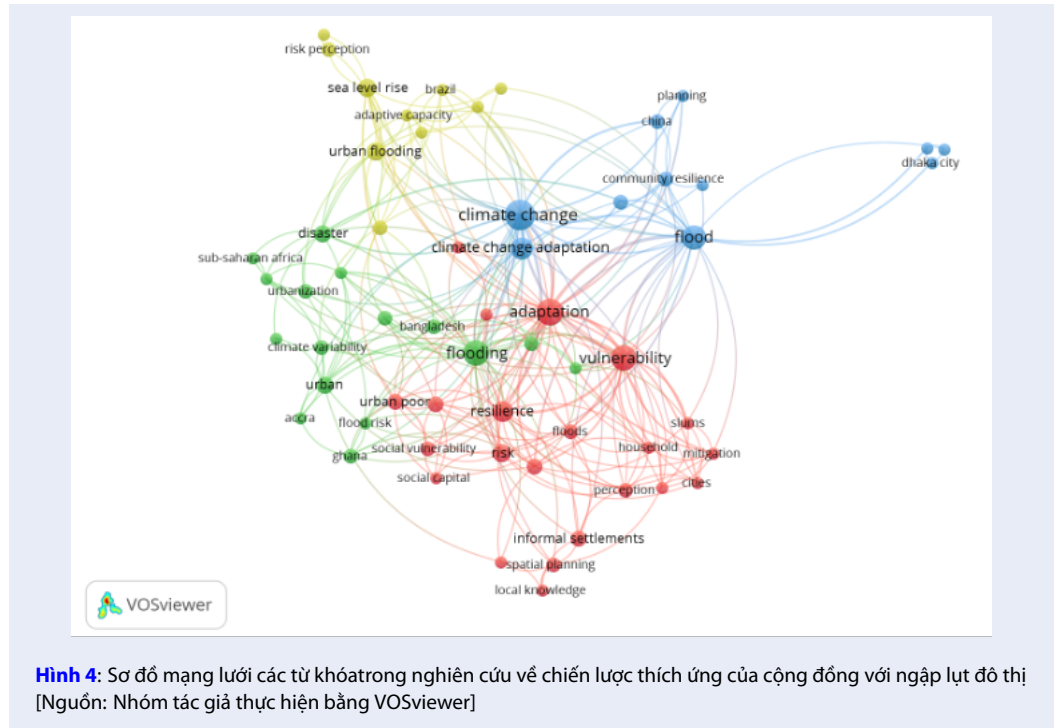 risk perception
sea level rise
brazil
planning
adaptive capacity
china
urban flooding
dhaka city
community resilience
climate change
disaster
flood
climate change adaptation
sub-saharan africa
urbanization
adaptation
bangladesh
climate variability
flooding
vulnerability
urban
urban poor
resilience
accra
flood risk
floods
slums
ghana
social vulnerability
risk
household
mitigation
social capital
perception
cities
informal settlements
spatial planning
local knowledge
VOSviewer
Hình 4: Sơ đồ mạng lưới các từ khóatrong nghiên cứu về chiến lược thích ứng của cộng đồng với ngập lụt đô thị
[Nguồn: Nhóm tác giả thực hiện bằng VOSviewer]